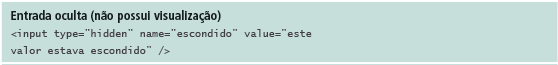 Entrada oculta (não possui visualização)
<input type="hidden" name="escondido" value="este
valor estava escondido" />